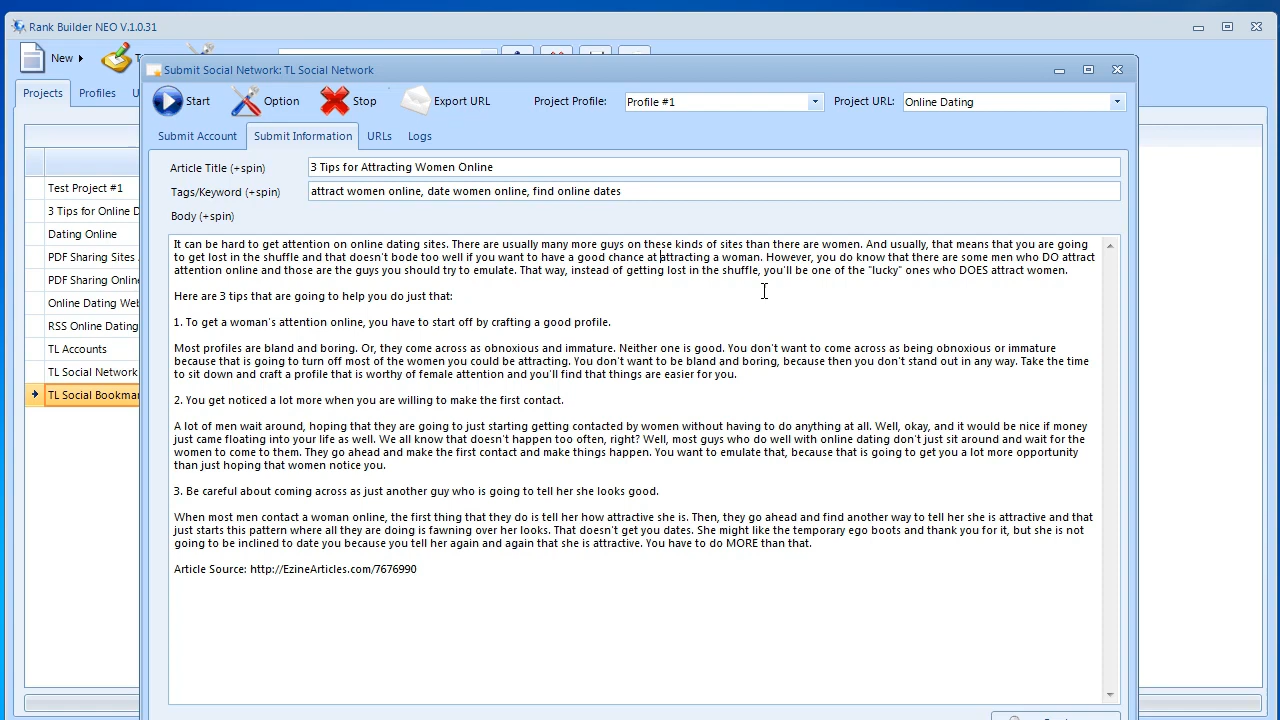 Rank Builder NEO V.1.0.31
New
Submit Social Network: TL Social Network
Projects
Profiles
Start
Option
Stop
Export URL
Project Profile:
Profile #1
Project URL:
Online Dating
Submit Account
Submit Information
URLs
Logs
Article Title (+spin)
3 Tips for Attracting Women Online
Tags/Keyword (+spin)
attract women online, date women online, find online dates
Body (+spin)
Test Project #1
3 Tips for Online D
Dating Online
PDF Sharing Sites
PDF Sharing Online
Online Dating Web
RSS Online Dating
TL Accounts
TL Social Network
TL Social Bookmar
It can be hard to get attention on online dating sites. There are usually many more guys on these kinds of sites than there are women. And usually, that means that you are going
to get lost in the shuffle and that doesn't bode too well if you want to have a good chance at attracting a woman. However, you do know that there are some men who DO attract
attention online and those are the guys you should try to emulate. That way, instead of getting lost in the shuffle, you'll be one of the "lucky" ones who DOES attract women.
Here are 3 tips that are going to help you do just that:
1. To get a woman's attention online, you have to start off by crafting a good profile.
Most profiles are bland and boring. Or, they come across as obnoxious and immature. Neither one is good. You don't want to come across as being obnoxious or immature
because that is going to turn off most of the women you could be attracting. You don't want to be bland and boring, because then you don't stand out in any way. Take the time
to sit down and craft a profile that is worthy of female attention and you'll find that things are easier for you.
2. You get noticed a lot more when you are willing to make the first contact.
A lot of men wait around, hoping that they are going to just starting getting contacted by women without having to do anything at all. Well, okay, and it would be nice if money
just came floating into your life as well. We all know that doesn't happen too often, right? Well, most guys who do well with online dating don't just sit around and wait for the
women to come to them. They go ahead and make the first contact and make things happen. You want to emulate that, because that is going to get you a lot more opportunity
than just hoping that women notice you.
3. Be careful about coming across as just another guy who is going to tell her she looks good.
When most men contact a woman online, the first thing that they do is tell her how attractive she is. Then, they go ahead and find another way to tell her she is attractive and that
just starts this pattern where all they are doing is fawning over her looks. That doesn't get you dates. She might like the temporary ego boots and thank you for it, but she is not
going to be inclined to date you because you tell her again and again that she is attractive. You have to do MORE than that.
Article Source: http://EzineArticles.com/7676990